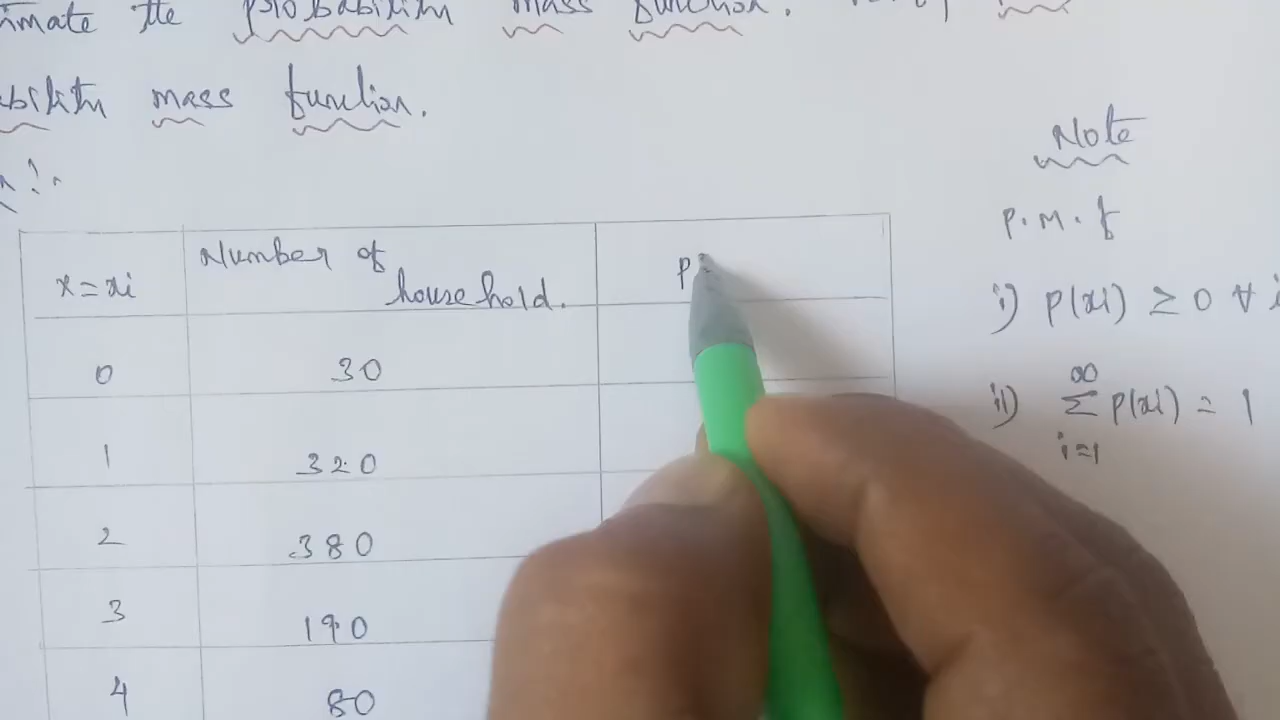 the probability mass function.
mass function.
Note
P.M.f
x=xi Number of household. P
i) P(xi) ≥ 0 ∀ i
0 30
ii) ∞ Σ i=1 P(xi) = 1
1 320
2 380
3 190
4 80